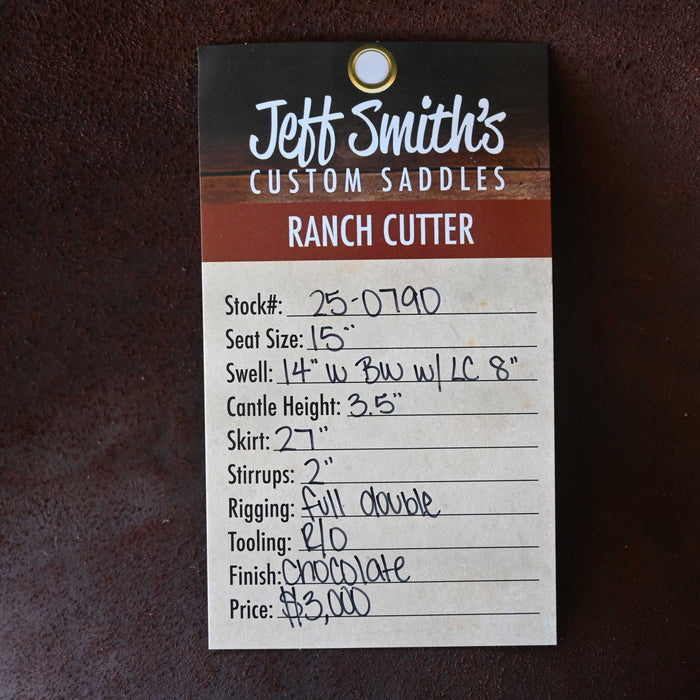 Jeff Smith's
CUSTOM SADDLES
RANCH CUTTER
Stock#: 25-0790
Seat Size: 15"
Swell: 14" W BW w/ LC 8"
Cantle Height: 3.5"
Skirt: 27"
Stirrups: 2"
Rigging: full double
Tooling: R/O
Finish: Chocolate
Price: $3,000